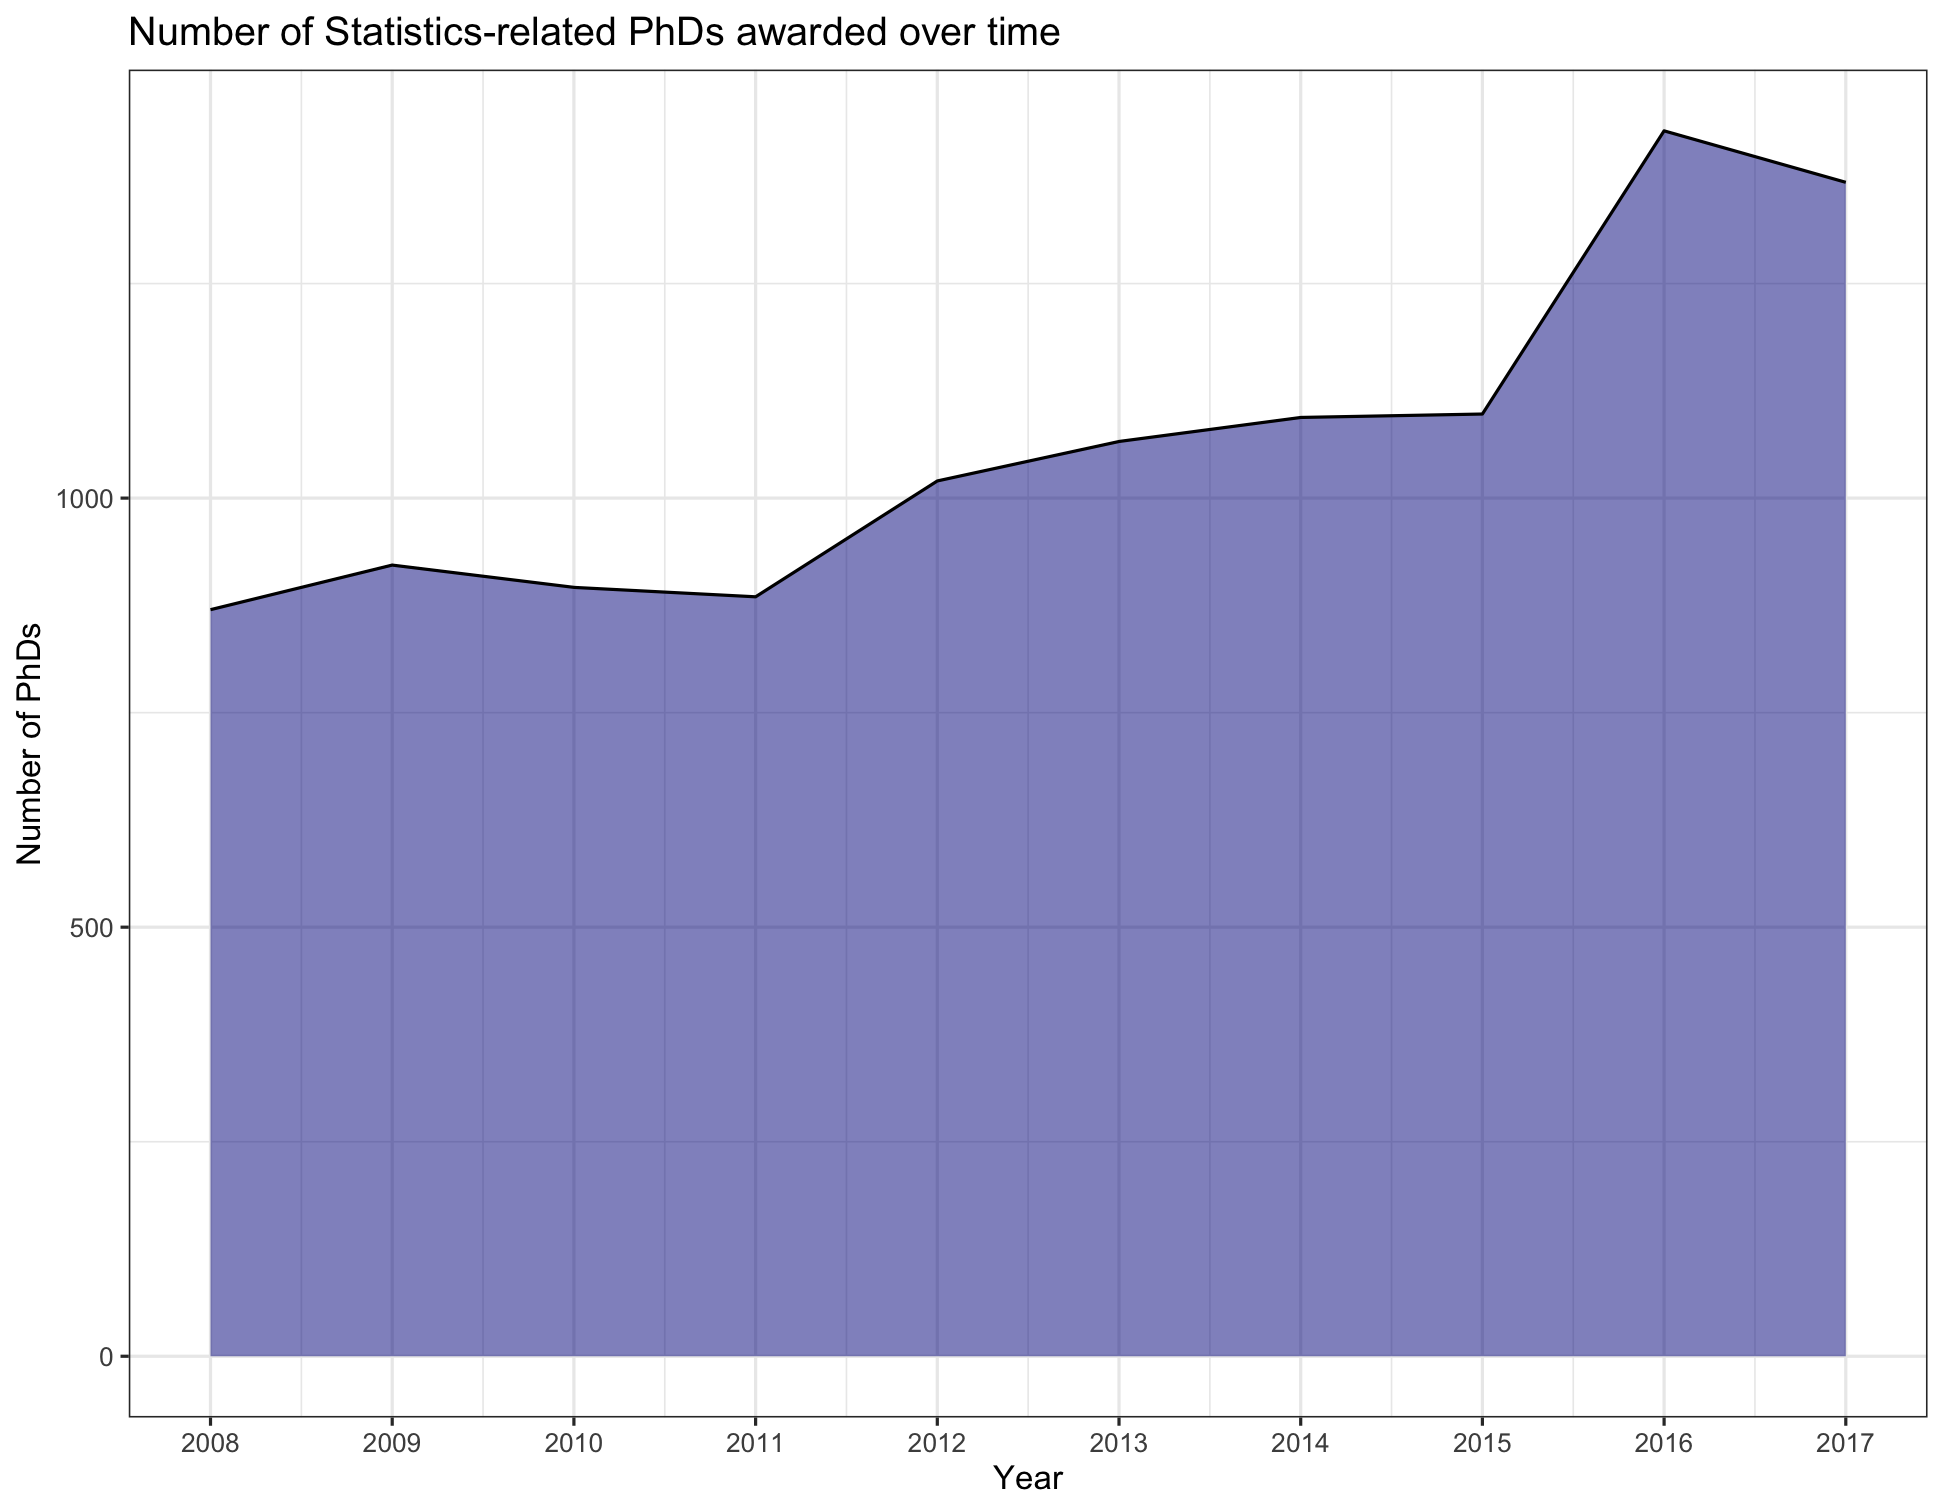 Number of Statistics-related PhDs awarded over time
Number of PhDs
1000
500
0
2008 2009 2010 2011 2012 2013 2014 2015 2016 2017
Year